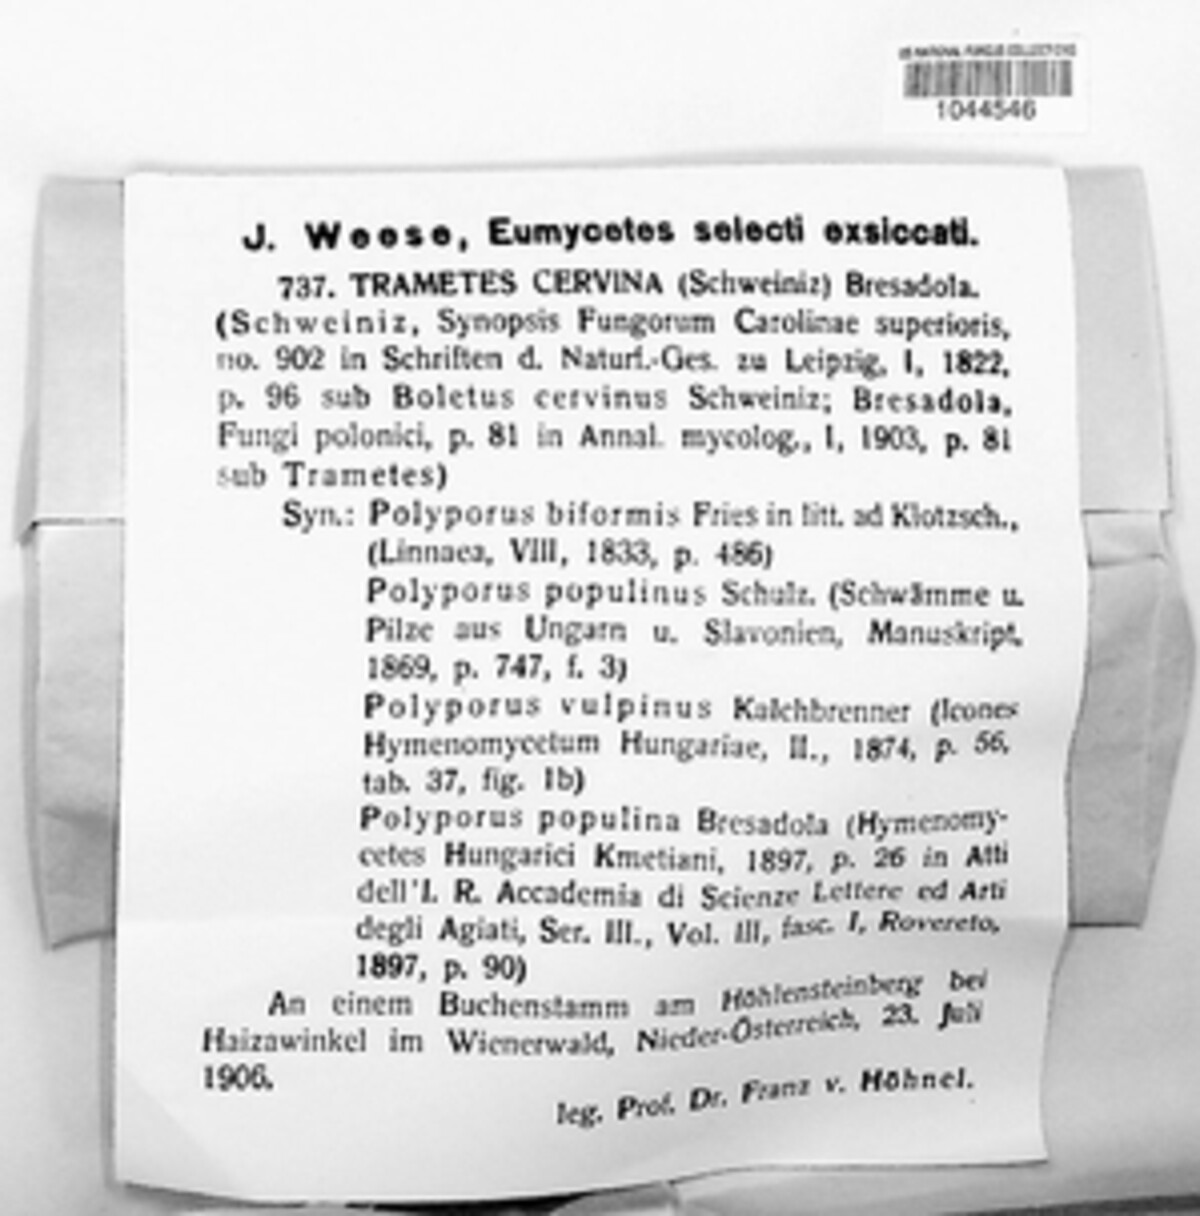 US NATIONAL FUNGUS COLLECTIONS
1044546
J. Weese, Eumycetes selecti exsiccati.
737. TRAMETES CERVINA (Schweiniz) Bresadola.
(Schweiniz, Synopsis Fungorum Carolinae superioris,
no. 902 in Schriften d. Naturf.-Ges. zu Leipzig, I, 1822,
p. 96 sub Boletus cervinus Schweiniz; Bresadola,
Fungi polonici, p. 81 in Annal. mycolog., I, 1903, p. 81
sub Trametes)
Syn.: Polyporus biformis Fries in litt. ad Klotzsch.,
(Linnaea, VIII, 1833, p. 486)
Polyporus populinus Schulz. (Schwämme u.
Pilze aus Ungarn u. Slavonien, Manuskript,
1869, p. 747, f. 3)
Polyporus vulpinus Kalchbrenner (Icones
Hymenomycetum Hungariae, II., 1874, p. 56,
tab. 37, fig. 1b)
Polyporus populina Bresadola (Hymenomy-
cetes Hungarici Kmetiani, 1897, p. 26 in Atti
dell'I. R. Accademia di Scienze Lettere ed Arti
degli Agiati, Ser. III., Vol. III, fasc. I, Rovereto,
1897, p. 90)
An einem Buchenstamm am Höhlensteinberg bei
Haizawinkel im Wienerwald, Nieder-Österreich, 23. Juli
1906.
leg. Prof. Dr. Franz v. Höhnel.